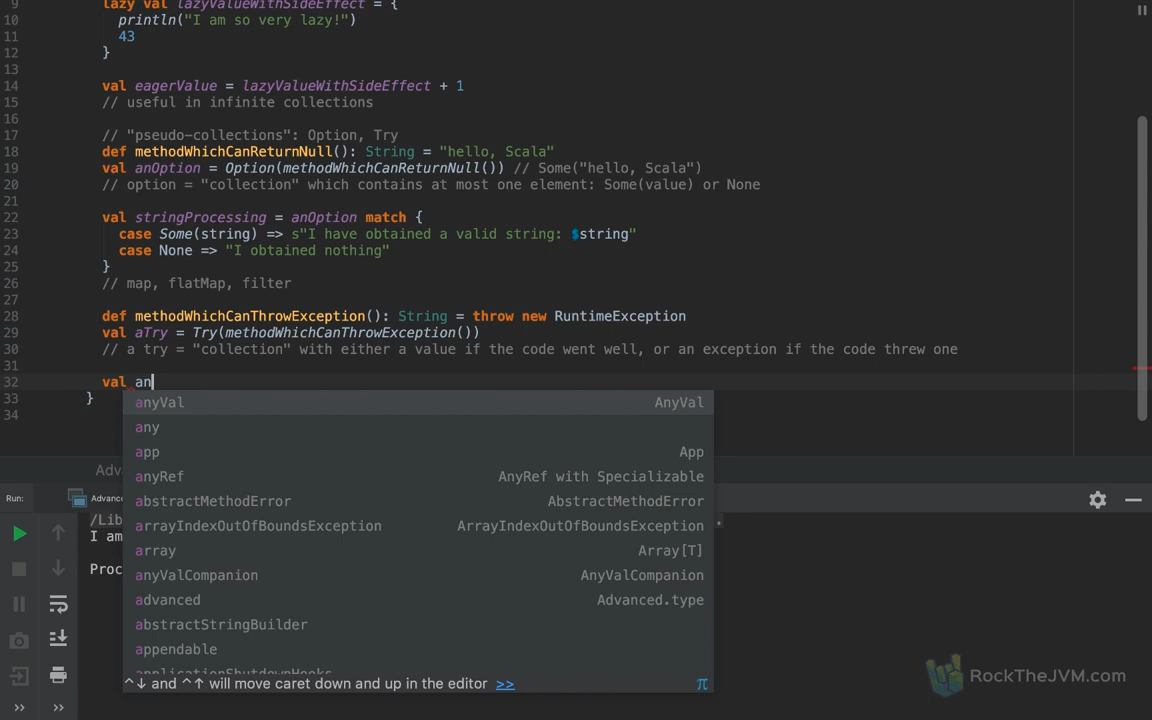 9 lazy val lazyValueWithSideEffect = {
10 println("I am so very lazy!")
11 43
12 }
13
14 val eagerValue = lazyValueWithSideEffect + 1
15 // useful in infinite collections
16
17 // "pseudo-collections": Option, Try
18 def methodWhichCanReturnNull(): String = "hello, Scala"
19 val anOption = Option(methodWhichCanReturnNull()) // Some("hello, Scala")
20 // option = "collection" which contains at most one element: Some(value) or None
21
22 val stringProcessing = anOption match {
23 case Some(string) => s"I have obtained a valid string: $string"
24 case None => "I obtained nothing"
25 }
26 // map, flatMap, filter
27
28 def methodWhichCanThrowException(): String = throw new RuntimeException
29 val aTry = Try(methodWhichCanThrowException())
30 // a try = "collection" with either a value if the code went well, or an exception if the code threw one
31
32 val an
33 }
34
anyVal AnyVal
any
app App
anyRef AnyRef with Specializable
abstractMethodError AbstractMethodError
arrayIndexOutOfBoundsException ArrayIndexOutOfBoundsException
array Array[T]
anyValCompanion AnyValCompanion
advanced Advanced.type
abstractStringBuilder
appendable
applicationShutdownHooks
^↓ and ^↑ will move caret down and up in the editor >> π
Adva
Run: Advanc
/Lib
I am
Proc
>> >>
RockTheJVM.com